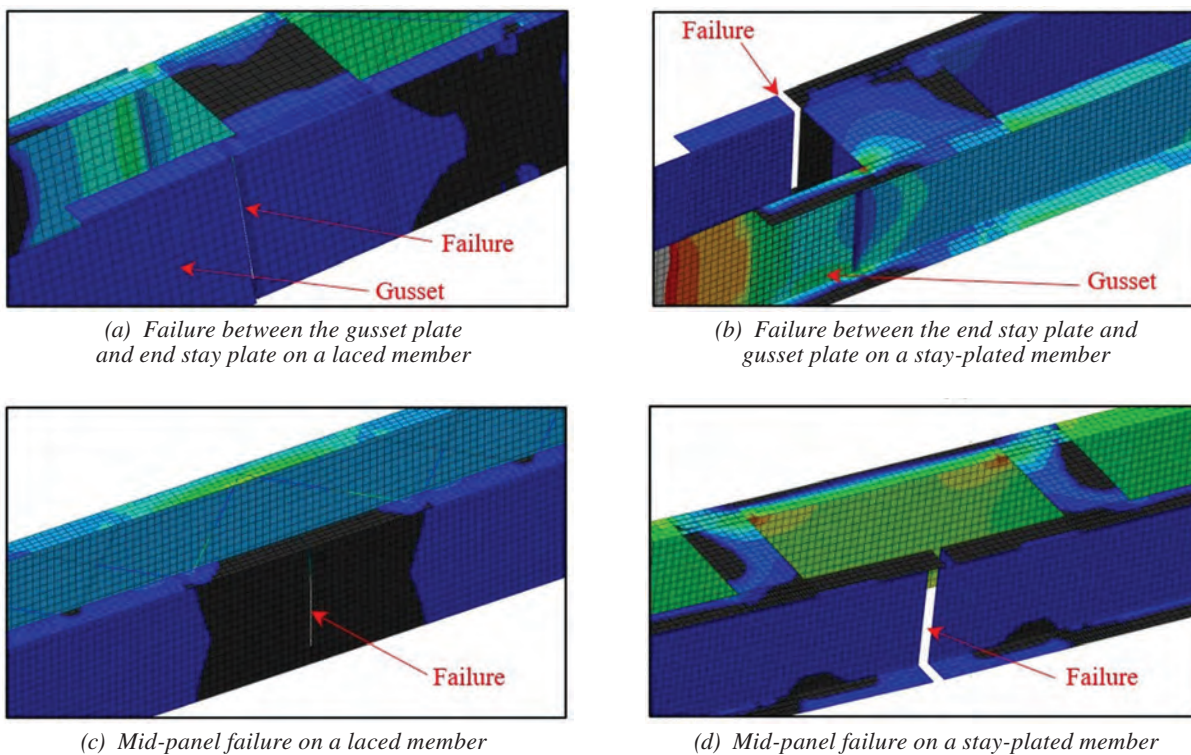 Failure
Gusset
(a) Failure between the gusset plate
and end stay plate on a laced member
Failure
Gusset
(b) Failure between the end stay plate and
gusset plate on a stay-plated member
Failure
(c) Mid-panel failure on a laced member
Failure
(d) Mid-panel failure on a stay-plated member